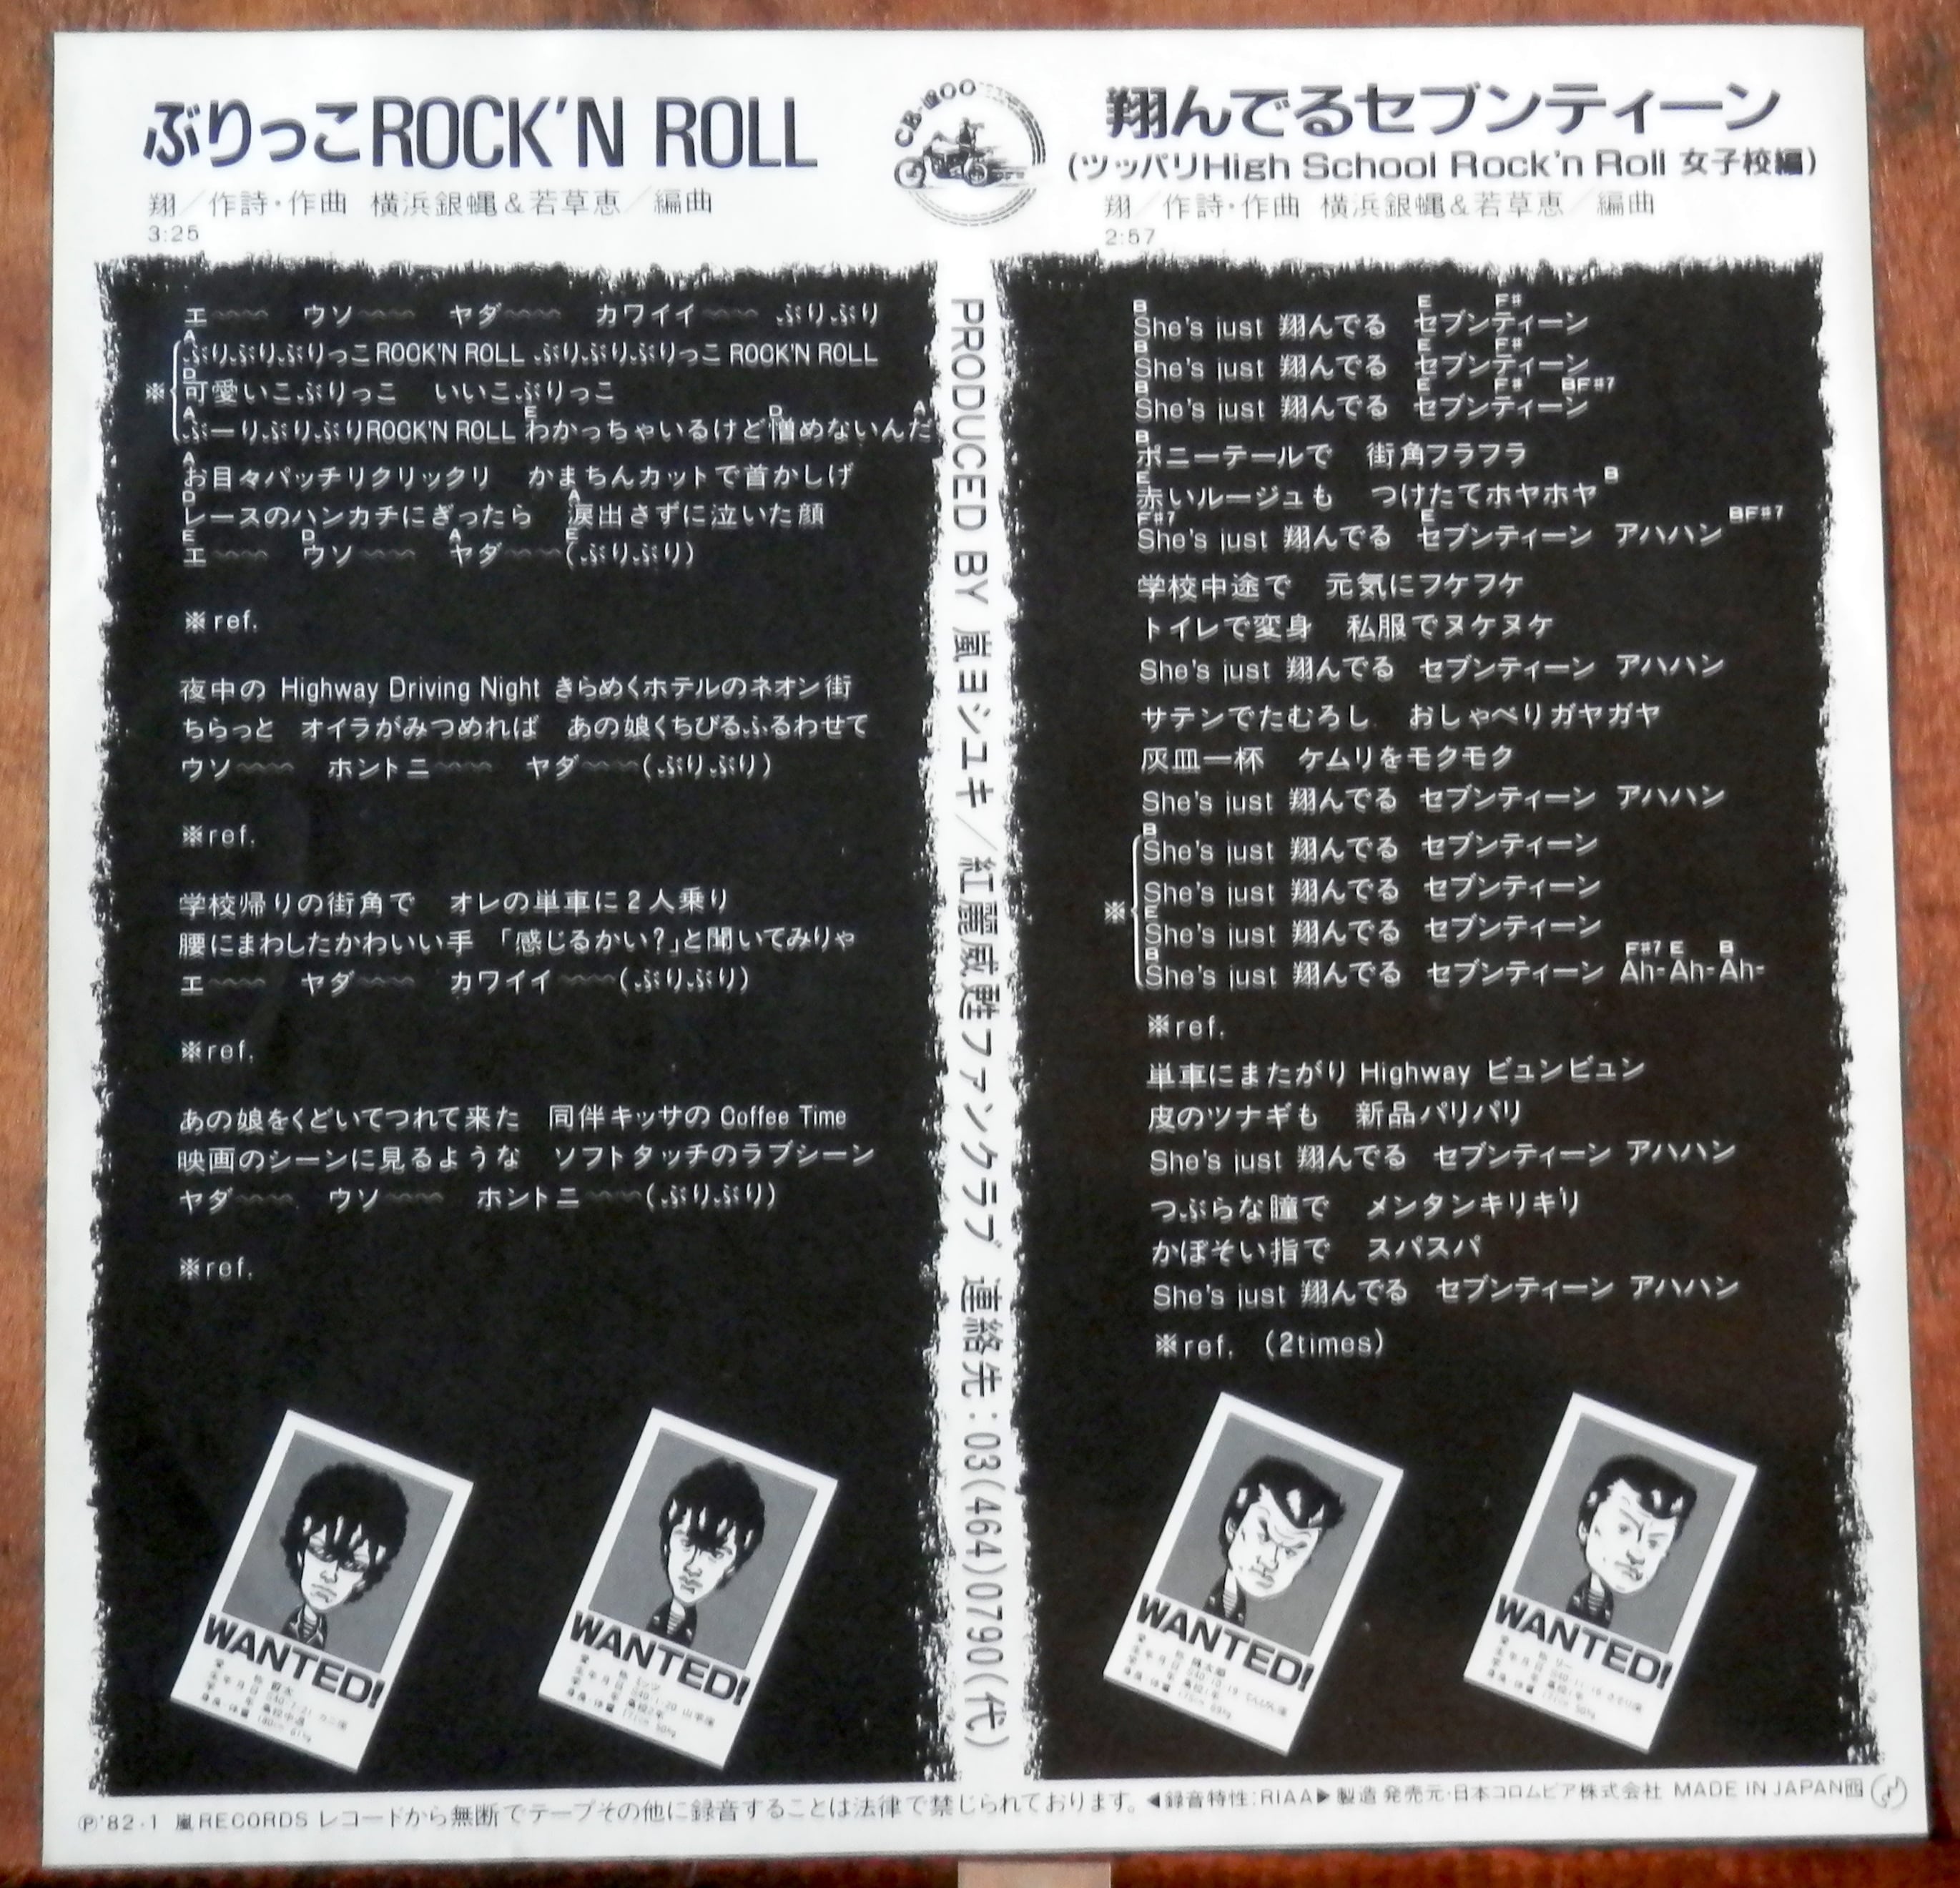 ぶりっこROCK'N ROLL
翔／作詩・作曲 横浜銀蝿&若草恵／編曲
3:25
エ〜〜 ウソ〜〜 ヤダ〜〜 カワイイ〜〜 ぶりぶり
A
ぶりぶりぶりっこROCK'N ROLL ぶりぶりぶりっこROCK'N ROLL
D
※ 可愛いこぶりっこ いいこぶりっこ
A E D A
ぶーりぶりぶりROCK'N ROLL わかっちゃいるけど憎めないんだ
A
お目々パッチリクリックリ かまちんカットで首かしげ
D A
レースのハンカチにぎったら 涙出さずに泣いた顔
E D A E
エ〜〜 ウソ〜〜 ヤダ〜〜(ぶりぶり)
※ref.
夜中の Highway Driving Night きらめくホテルのネオン街
ちらっと オイラがみつめれば あの娘くちびるふるわせて
ウソ〜〜 ホントニ〜〜 ヤダ〜〜(ぶりぶり)
※ref.
学校帰りの街角で オレの単車に2人乗り
腰にまわしたかわいい手 「感じるかい?」と聞いてみりゃ
エ〜〜 ヤダ〜〜 カワイイ〜〜(ぶりぶり)
※ref.
あの娘をくどいてつれて来た 同伴キッサの Coffee Time
映画のシーンに見るような ソフトタッチのラブシーン
ヤダ〜〜 ウソ〜〜 ホントニ〜〜(ぶりぶり)
※ref.
WANTED!
WANTED!
PRODUCED BY 嵐ヨシユキ／紅麗威甦ファンクラブ 連絡先：03(464)0790(代)
翔んでるセブンティーン
(ツッパリHigh School Rock'n Roll 女子校編)
翔／作詩・作曲 横浜銀蝿&若草恵／編曲
2:57
B E F#
She's just 翔んでる セブンティーン
B E F#
She's just 翔んでる セブンティーン
B E F# BF#7
She's just 翔んでる セブンティーン
B
ポニーテールで 街角フラフラ
E B
赤いルージュも つけたてホヤホヤ
F#7 E BF#7
She's just 翔んでる セブンティーン アハハン
学校中途で 元気にフケフケ
トイレで変身 私服でヌケヌケ
She's just 翔んでる セブンティーン アハハン
サテンでたむろし おしゃべりガヤガヤ
灰皿一杯 ケムリをモクモク
She's just 翔んでる セブンティーン アハハン
B
She's just 翔んでる セブンティーン
She's just 翔んでる セブンティーン
E
※ She's just 翔んでる セブンティーン
B F#7 E B
She's just 翔んでる セブンティーン Ah-Ah-Ah-
※ref.
単車にまたがり Highway ビュンビュン
皮のツナギも 新品パリパリ
She's just 翔んでる セブンティーン アハハン
つぶらな瞳で メンタンキリキリ
かぼそい指で スパスパ
She's just 翔んでる セブンティーン アハハン
※ref. (2times)
WANTED!
WANTED!
Ⓟ'82・1 嵐RECORDS レコードから無断でテープその他に録音することは法律で禁じられております。◀録音特性:RIAA▶製造発売元・日本コロムビア株式会社 MADE IN JAPAN